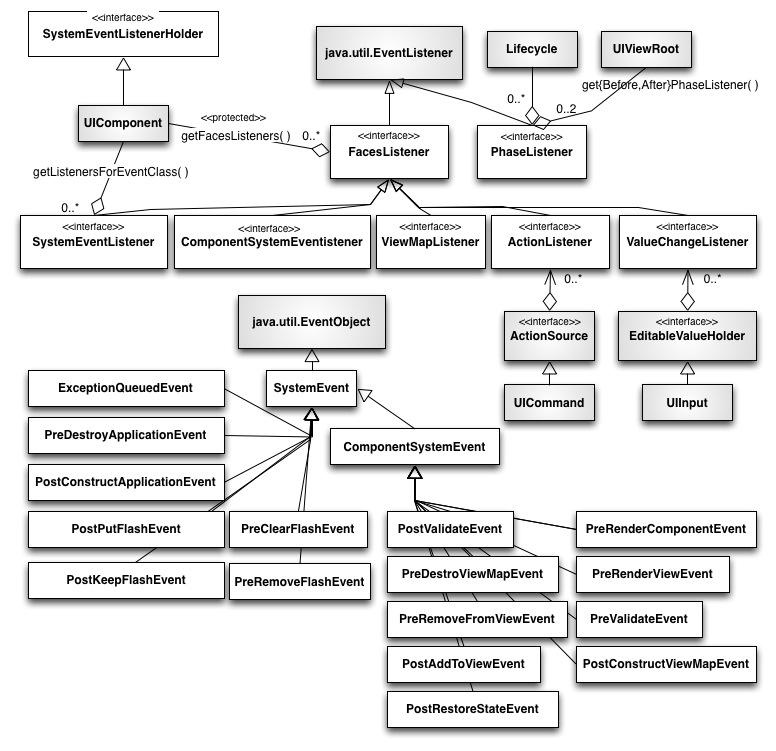 <<interface>>
SystemEventListenerHolder
java.util.EventListener
Lifecycle
UIViewRoot
get{Before,After}PhaseListener( )
0..*
0..2
UIComponent
<<protected>>
getFacesListeners( )
0..*
<<interface>>
FacesListener
<<interface>>
PhaseListener
getListenersForEventClass( )
0..*
<<interface>>
SystemEventListener
<<interface>>
ComponentSystemEventistener
<<interface>>
ViewMapListener
<<interface>>
ActionListener
<<interface>>
ValueChangeListener
0..*
0..*
java.util.EventObject
<<interface>>
ActionSource
<<interface>>
EditableValueHolder
ExceptionQueuedEvent
SystemEvent
UICommand
UIInput
PreDestroyApplicationEvent
ComponentSystemEvent
PostConstructApplicationEvent
PostPutFlashEvent
PreClearFlashEvent
PostValidateEvent
PreRenderComponentEvent
PostKeepFlashEvent
PreRemoveFlashEvent
PreDestroViewMapEvent
PreRenderViewEvent
PreRemoveFromViewEvent
PreValidateEvent
PostAddToViewEvent
PostConstructViewMapEvent
PostRestoreStateEvent